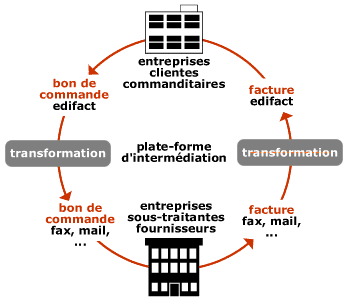 entreprises
clientes
commanditaires
bon de
commande
edifact
facture
edifact
transformation
plate-forme
d'intermédiation
transformation
bon de
commande
fax, mail,
...
entreprises
sous-traitantes
fournisseurs
facture
fax, mail,
...